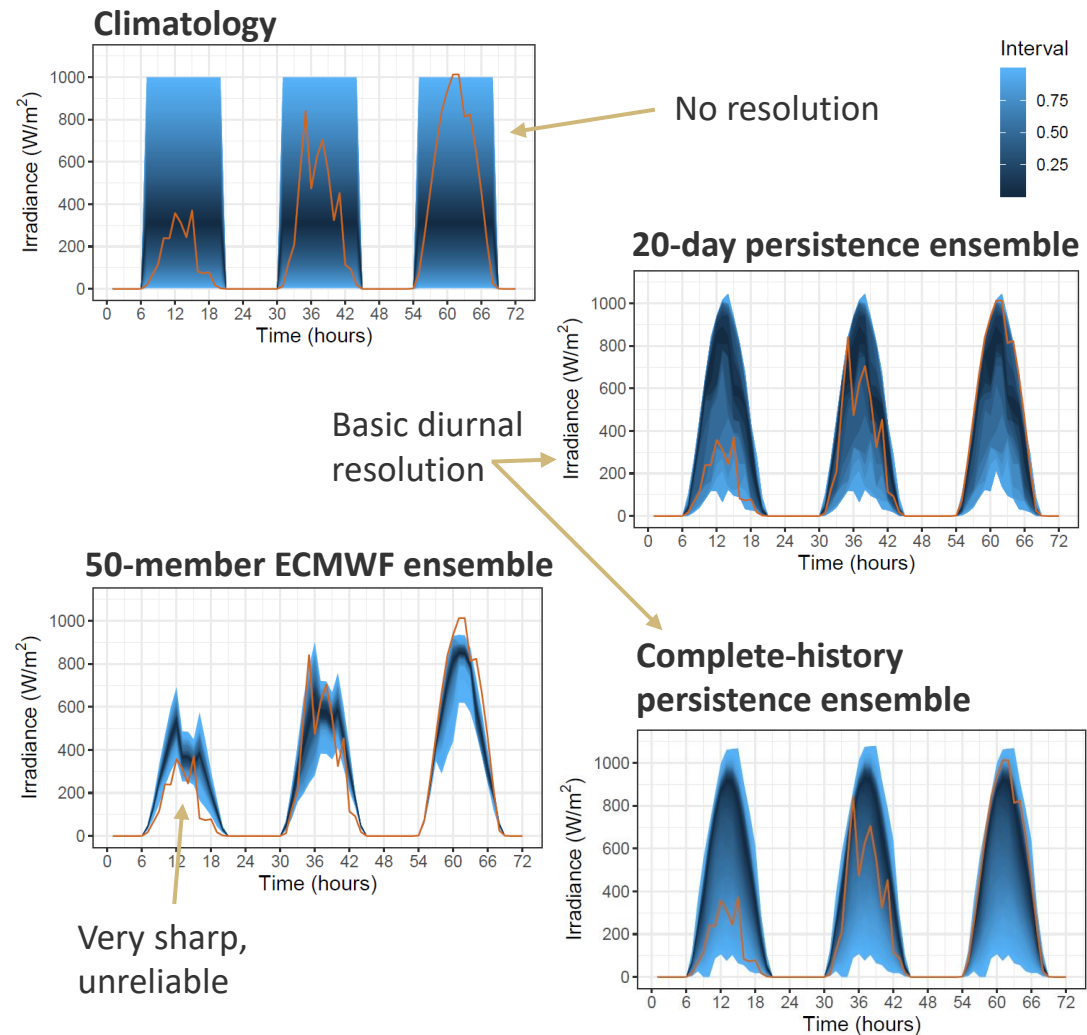 Climatology
Irradiance (W/m²)
1000
800
600
400
200
0
0 6 12 18 24 30 36 42 48 54 60 66 72
Time (hours)
No resolution
Interval
0.75
0.50
0.25
20-day persistence ensemble
Irradiance (W/m²)
1000
800
600
400
200
0
0 6 12 18 24 30 36 42 48 54 60 66 72
Time (hours)
Basic diurnal
resolution
50-member ECMWF ensemble
Irradiance (W/m²)
1000
800
600
400
200
0
0 6 12 18 24 30 36 42 48 54 60 66 72
Time (hours)
Very sharp,
unreliable
Complete-history
persistence ensemble
Irradiance (W/m²)
1000
800
600
400
200
0
0 6 12 18 24 30 36 42 48 54 60 66 72
Time (hours)